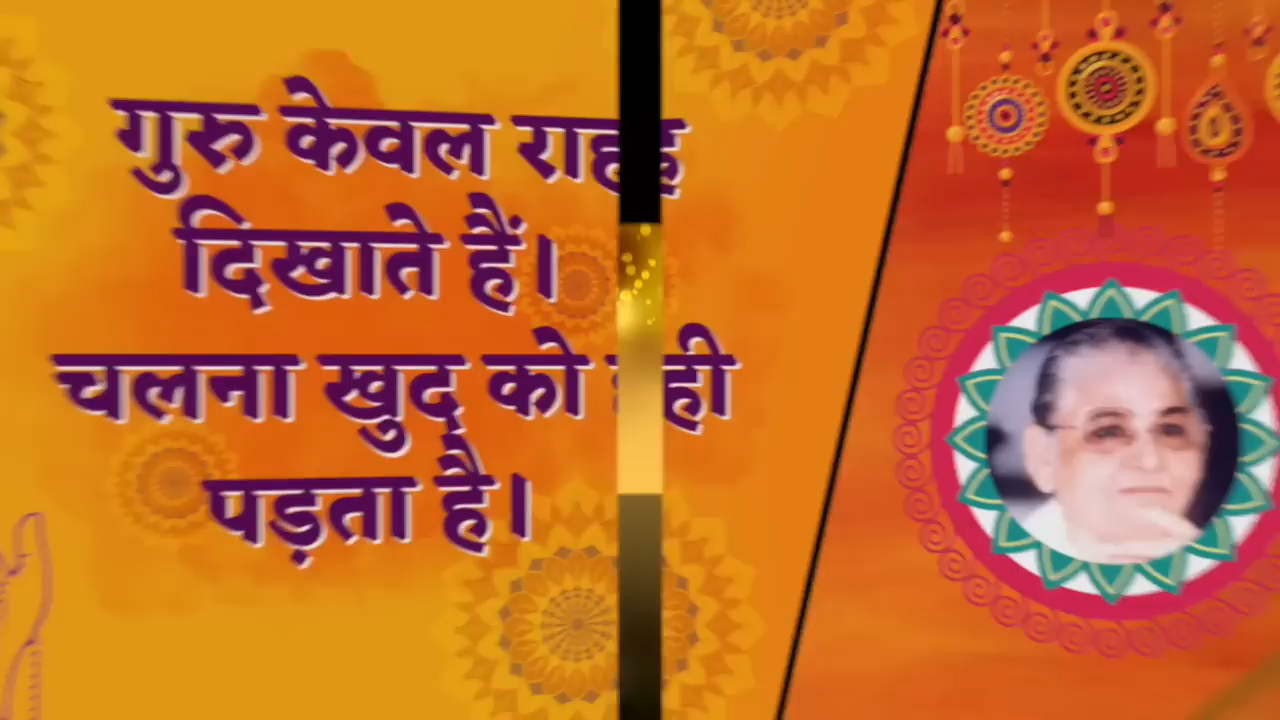 गुरु केवल राह
दिखाते हैं।
चलना खुद को ही
पड़ता है।